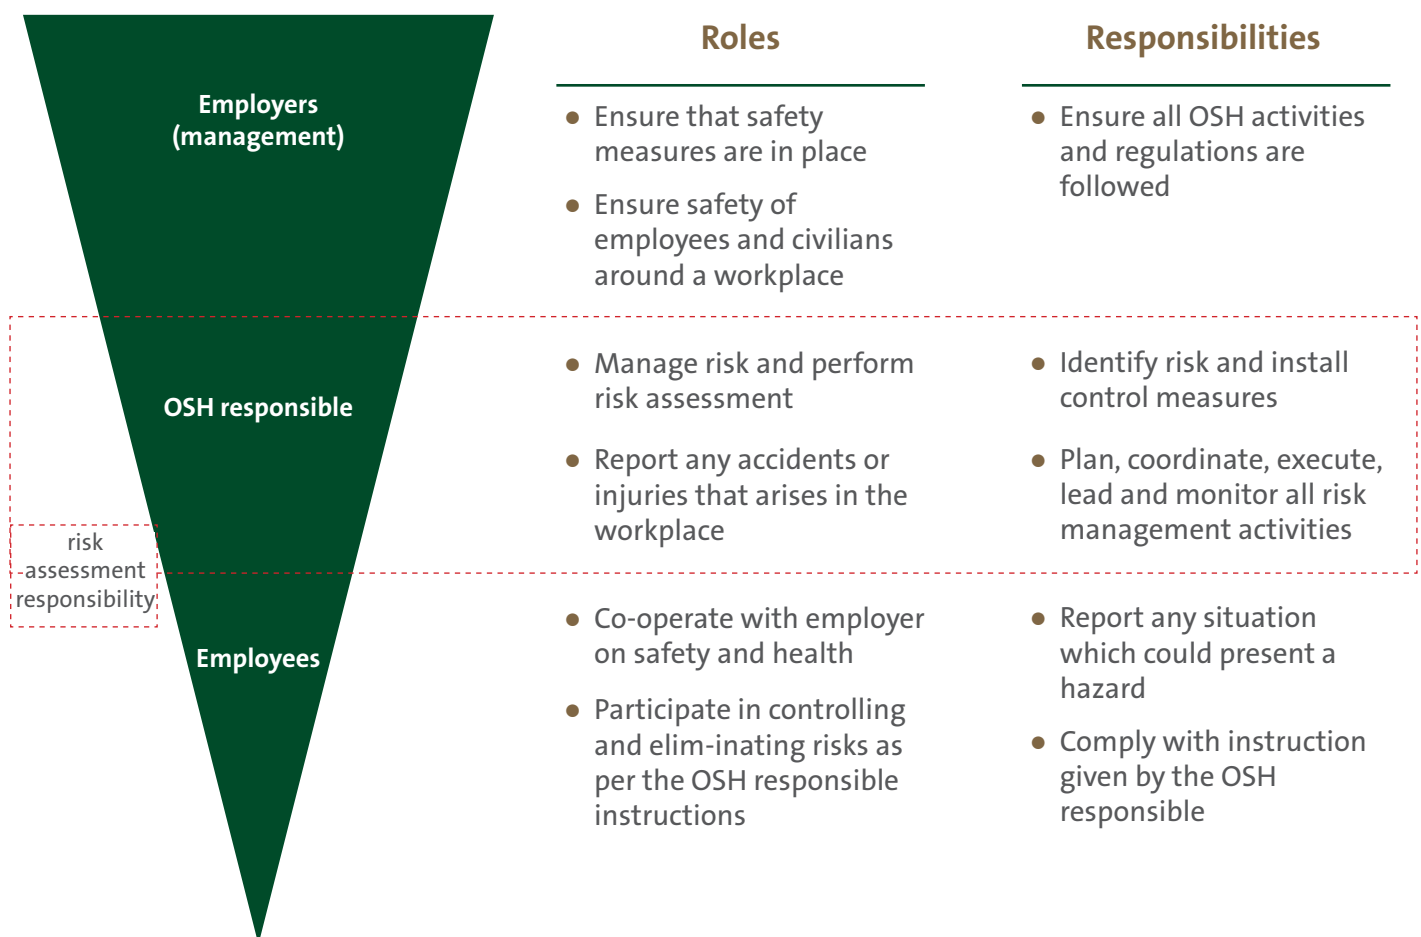 Roles
Responsibilities
Employers
(management)
● Ensure that safety
measures are in place
● Ensure safety of
employees and civilians
around a workplace
● Ensure all OSH activities
and regulations are
followed
OSH responsible
● Manage risk and perform
risk assessment
● Report any accidents or
injuries that arises in the
workplace
● Identify risk and install
control measures
● Plan, coordinate, execute,
lead and monitor all risk
management activities
risk
assessment
responsibility
Employees
● Co-operate with employer
on safety and health
● Participate in controlling
and elim-inating risks as
per the OSH responsible
instructions
● Report any situation
which could present a
hazard
● Comply with instruction
given by the OSH
responsible